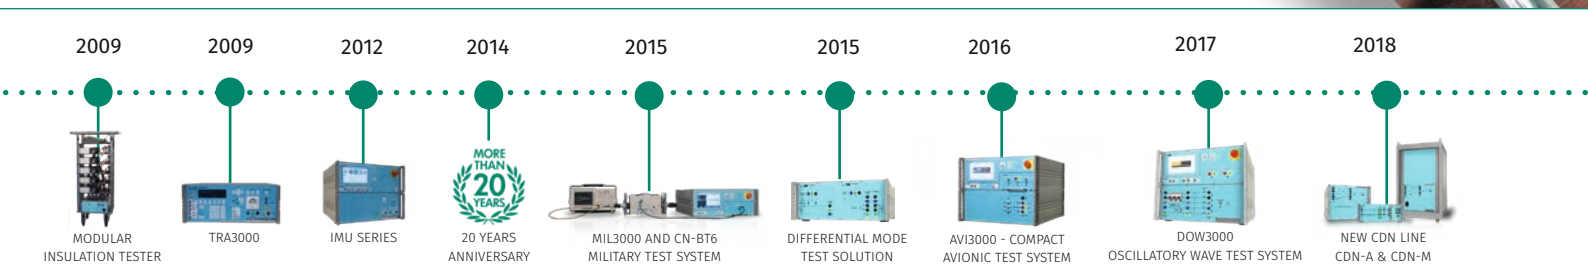 2009
2009
2012
2014
2015
2015
2016
2017
2018
MORE
THAN
20
YEARS
MODULAR
INSULATION TESTER
TRA3000
IMU SERIES
20 YEARS
ANNIVERSARY
MIL3000 AND CN-BT6
MILITARY TEST SYSTEM
DIFFERENTIAL MODE
TEST SOLUTION
AVI3000 - COMPACT
AVIONIC TEST SYSTEM
DOW3000
OSCILLATORY WAVE TEST SYSTEM
NEW CDN LINE
CDN-A & CDN-M